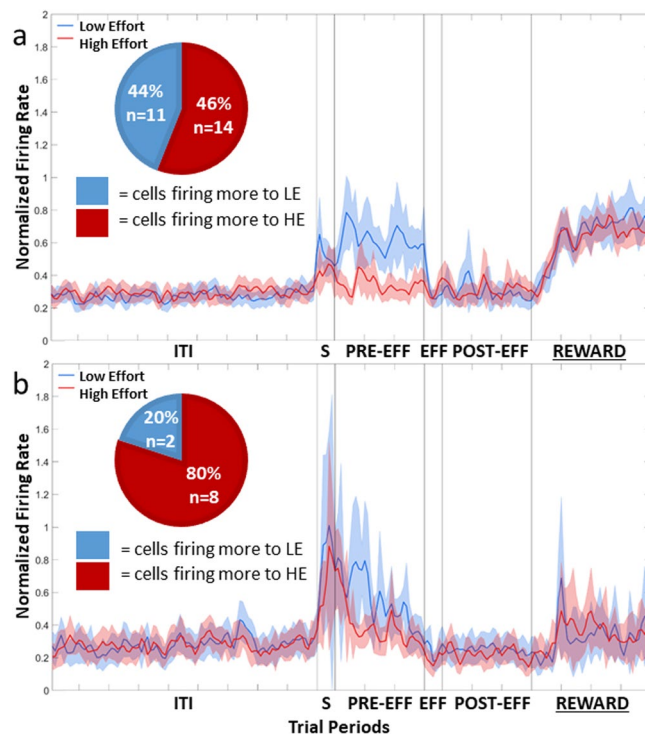 a
Low Effort
High Effort
2
1.8
1.6
1.4
1.2
1
0.8
0.6
0.4
0.2
0
Normalized Firing Rate
44%
n=11
46%
n=14
= cells firing more to LE
= cells firing more to HE
ITI S PRE-EFF EFF POST-EFF REWARD
b
Low Effort
High Effort
2
1.8
1.6
1.4
1.2
1
0.8
0.6
0.4
0.2
0
Normalized Firing Rate
20%
n=2
80%
n=8
= cells firing more to LE
= cells firing more to HE
ITI S PRE-EFF EFF POST-EFF REWARD
Trial Periods